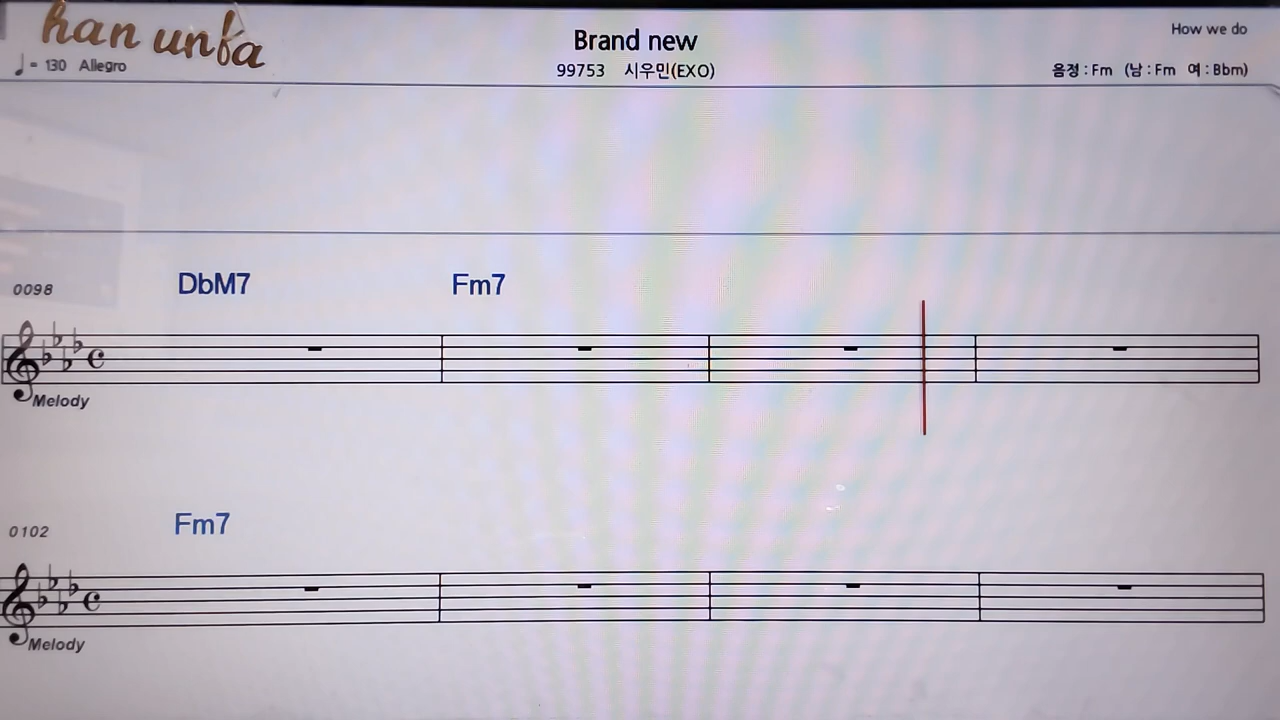 han unfa
Brand new
How we do
♩= 130 Allegro
99753 시우민(EXO)
음정 : Fm (남 : Fm 여 : Bbm)
DbM7 Fm7
0098
Melody
Fm7
0102
Melody